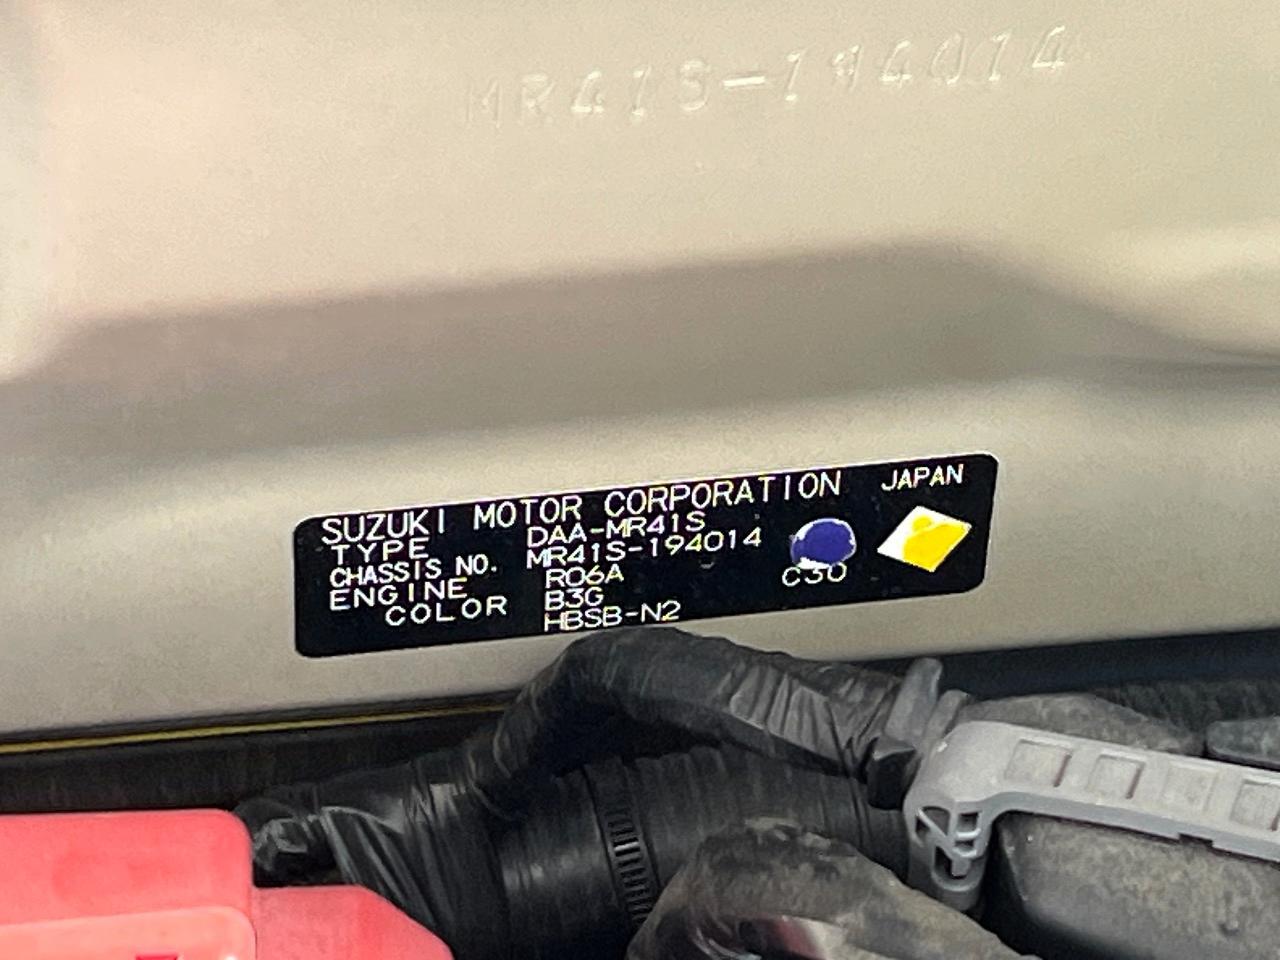 MR41S-194014
SUZUKI MOTOR CORPORATION JAPAN
TYPE DAA-MR41S
CHASSIS NO. MR41S-194014
ENGINE R06A
COLOR B3G C30
HBSB-N2